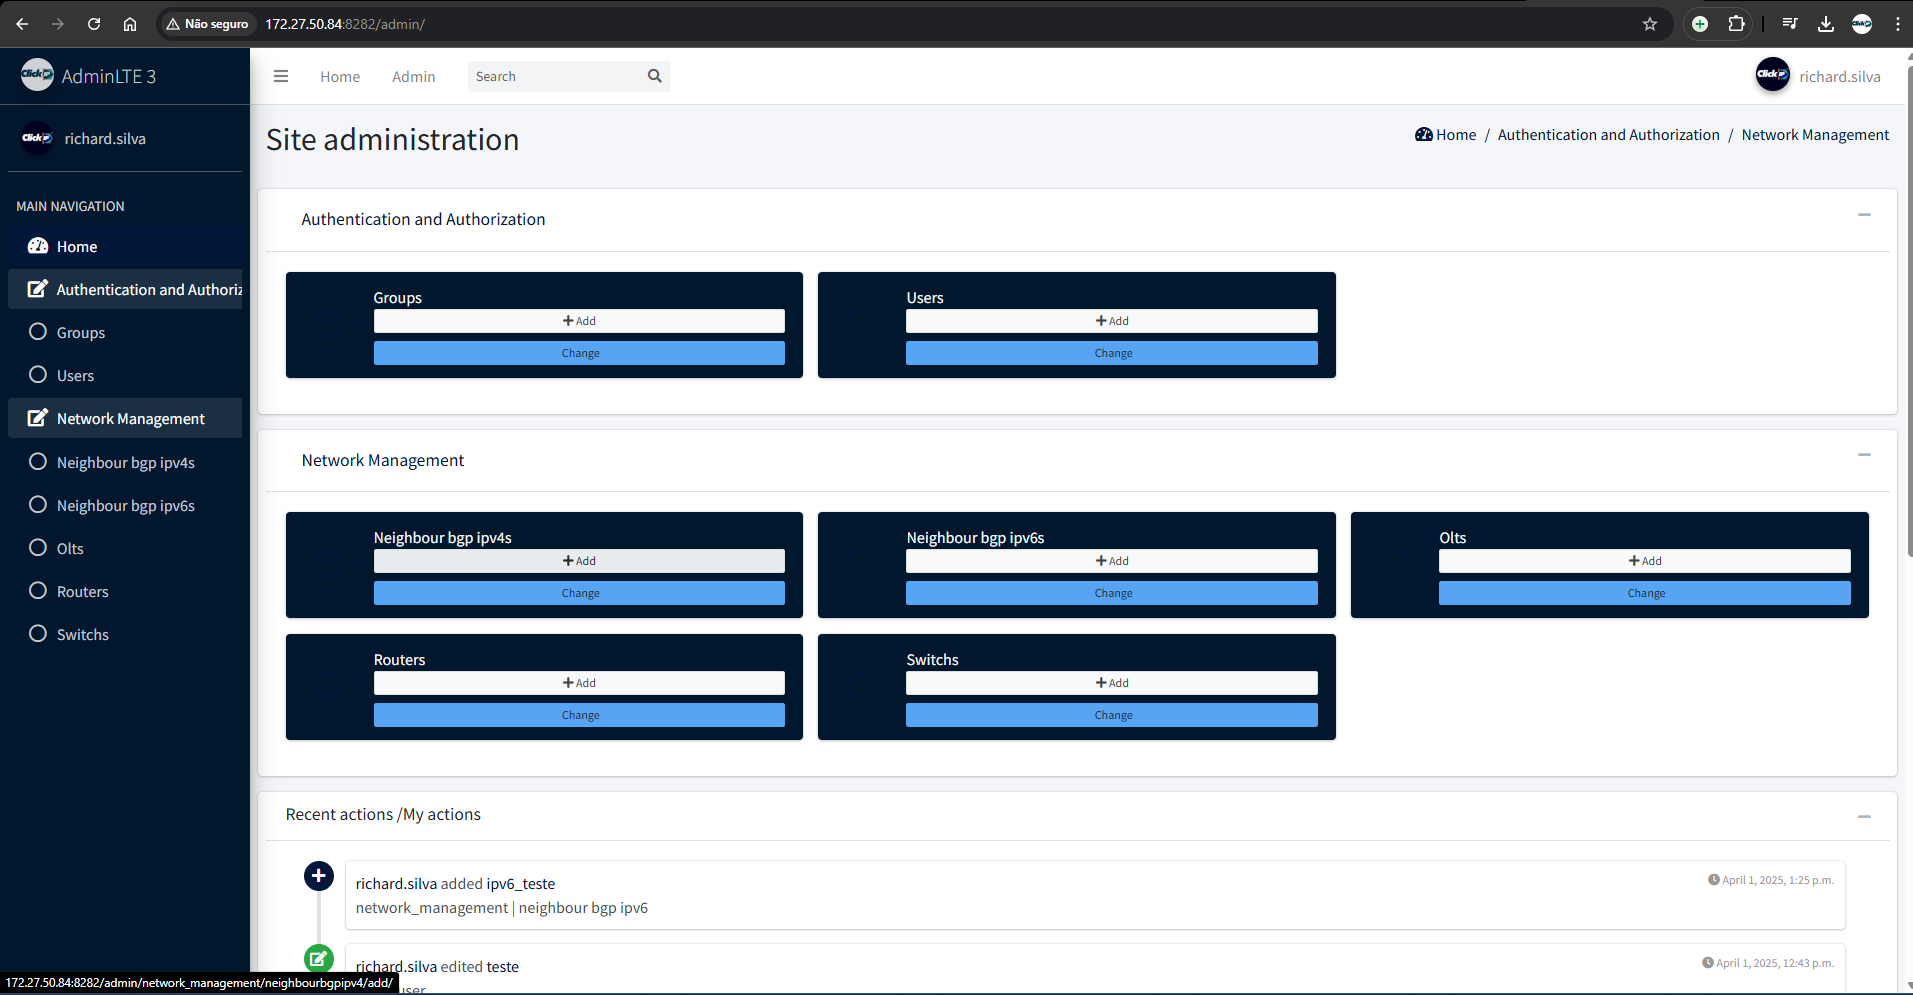 Não seguro 172.27.50.84:8282/admin/
Click AdminLTE 3
Home Admin Search
Click richard.silva
Click richard.silva
MAIN NAVIGATION
Home
Authentication and Authoriz
Groups
Users
Network Management
Neighbour bgp ipv4s
Neighbour bgp ipv6s
Olts
Routers
Switchs
Site administration
Home / Authentication and Authorization / Network Management
Authentication and Authorization
Groups
Add
Change
Users
Add
Change
Network Management
Neighbour bgp ipv4s
Add
Change
Neighbour bgp ipv6s
Add
Change
Olts
Add
Change
Routers
Add
Change
Switchs
Add
Change
Recent actions /My actions
richard.silva added ipv6_teste
April 1, 2025, 1:25 p.m.
network_management | neighbour bgp ipv6
richard.silva edited teste
April 1, 2025, 12:43 p.m.
user
172.27.50.84:8282/admin/network_management/neighbourbgpipv4/add/